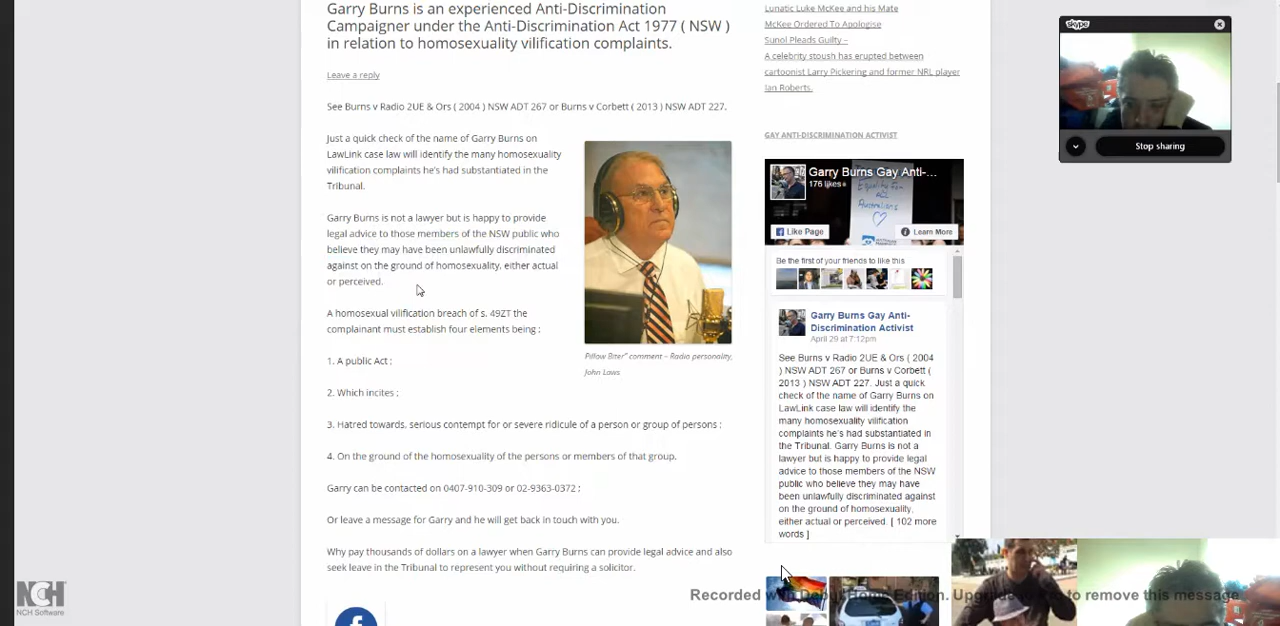 Garry Burns is an experienced Anti-Discrimination
Campaigner under the Anti-Discrimination Act 1977 ( NSW )
in relation to homosexuality vilification complaints.
Leave a reply
See Burns v Radio 2UE & Ors ( 2004 ) NSW ADT 267 or Burns v Corbett ( 2013 ) NSW ADT 227.
Just a quick check of the name of Garry Burns on
LawLink case law will identify the many homosexuality
vilification complaints he's had substantiated in the
Tribunal.
Garry Burns is not a lawyer but is happy to provide
legal advice to those members of the NSW public who
believe they may have been unlawfully discriminated
against on the ground of homosexuality, either actual
or perceived.
A homosexual vilification breach of s. 49ZT the
complainant must establish four elements being ;
1. A public Act ;
2. Which incites ;
3. Hatred towards, serious contempt for or severe ridicule of a person or group of persons ;
4. On the ground of the homosexuality of the persons or members of that group.
Garry can be contacted on 0407-910-309 or 02-9363-0372 ;
Or leave a message for Garry and he will get back in touch with you.
Why pay thousands of dollars on a lawyer when Garry Burns can provide legal advice and also
seek leave in the Tribunal to represent you without requiring a solicitor.
Pillow Biter" comment – Radio personality,
John Laws
Lunatic Luke McKee and his Mate
McKee Ordered To Apologise
Sunol Pleads Guilty –
A celebrity stoush has erupted between
cartoonist Larry Pickering and former NRL player
Ian Roberts.
GAY ANTI-DISCRIMINATION ACTIVIST
Garry Burns Gay Anti-...
176 likes
Equality for
all
Australians
Like Page
Learn More
Be the first of your friends to like this
Garry Burns Gay Anti-
Discrimination Activist
April 29 at 7:12pm
See Burns v Radio 2UE & Ors ( 2004
) NSW ADT 267 or Burns v Corbett (
2013 ) NSW ADT 227. Just a quick
check of the name of Garry Burns on
LawLink case law will identify the
many homosexuality vilification
complaints he's had substantiated in
the Tribunal. Garry Burns is not a
lawyer but is happy to provide legal
advice to those members of the NSW
public who believe they may have
been unlawfully discriminated against
on the ground of homosexuality,
either actual or perceived. [ 102 more
words ]
skype
Stop sharing
NCH
NCH Software
Recorded with Debut Home Edition. Upgrade to Pro to remove this message